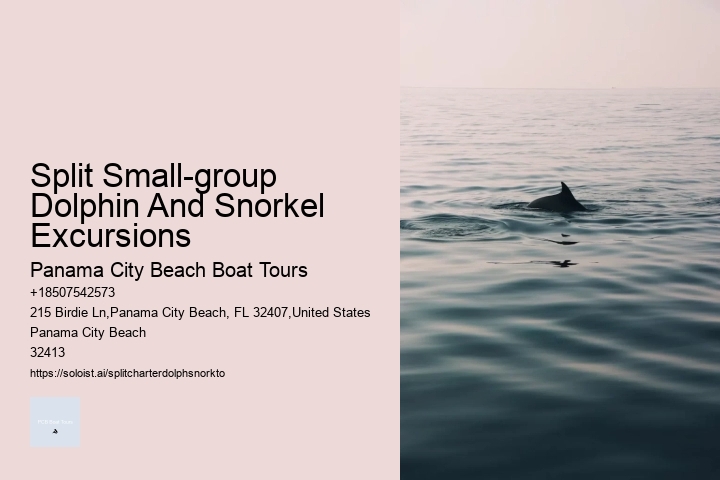 Split Small-group
Dolphin And Snorkel
Excursions
Panama City Beach Boat Tours
+18507542573
215 Birdie Ln,Panama City Beach, FL 32407,United States
Panama City Beach
32413
https://soloist.ai/splitcharterdolphsnorkto